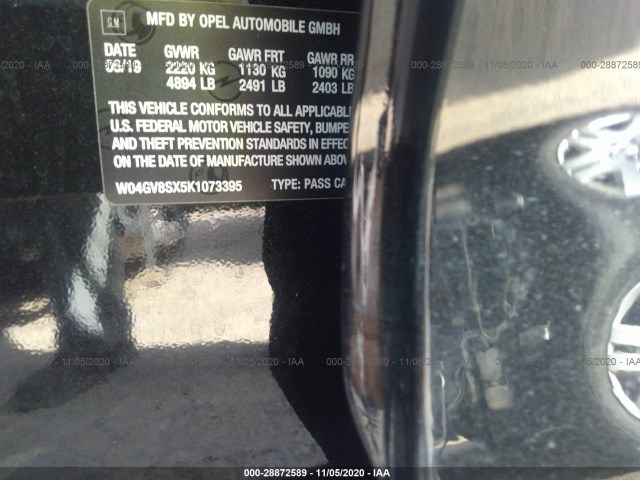 GM MFD BY OPEL AUTOMOBILE GMBH
DATE GVWR GAWR FRT GAWR RR
03/19 2220 KG 1130 KG 1090 KG
4894 LB 2491 LB 2403 LB
THIS VEHICLE CONFORMS TO ALL APPLICABLE
U.S. FEDERAL MOTOR VEHICLE SAFETY, BUMPE
AND THEFT PREVENTION STANDARDS IN EFFEC
ON THE DATE OF MANUFACTURE SHOWN ABOV
W04GV8SX5K1073395 TYPE: PASS CA
000-28872589 - 11/05/2020 - IAA